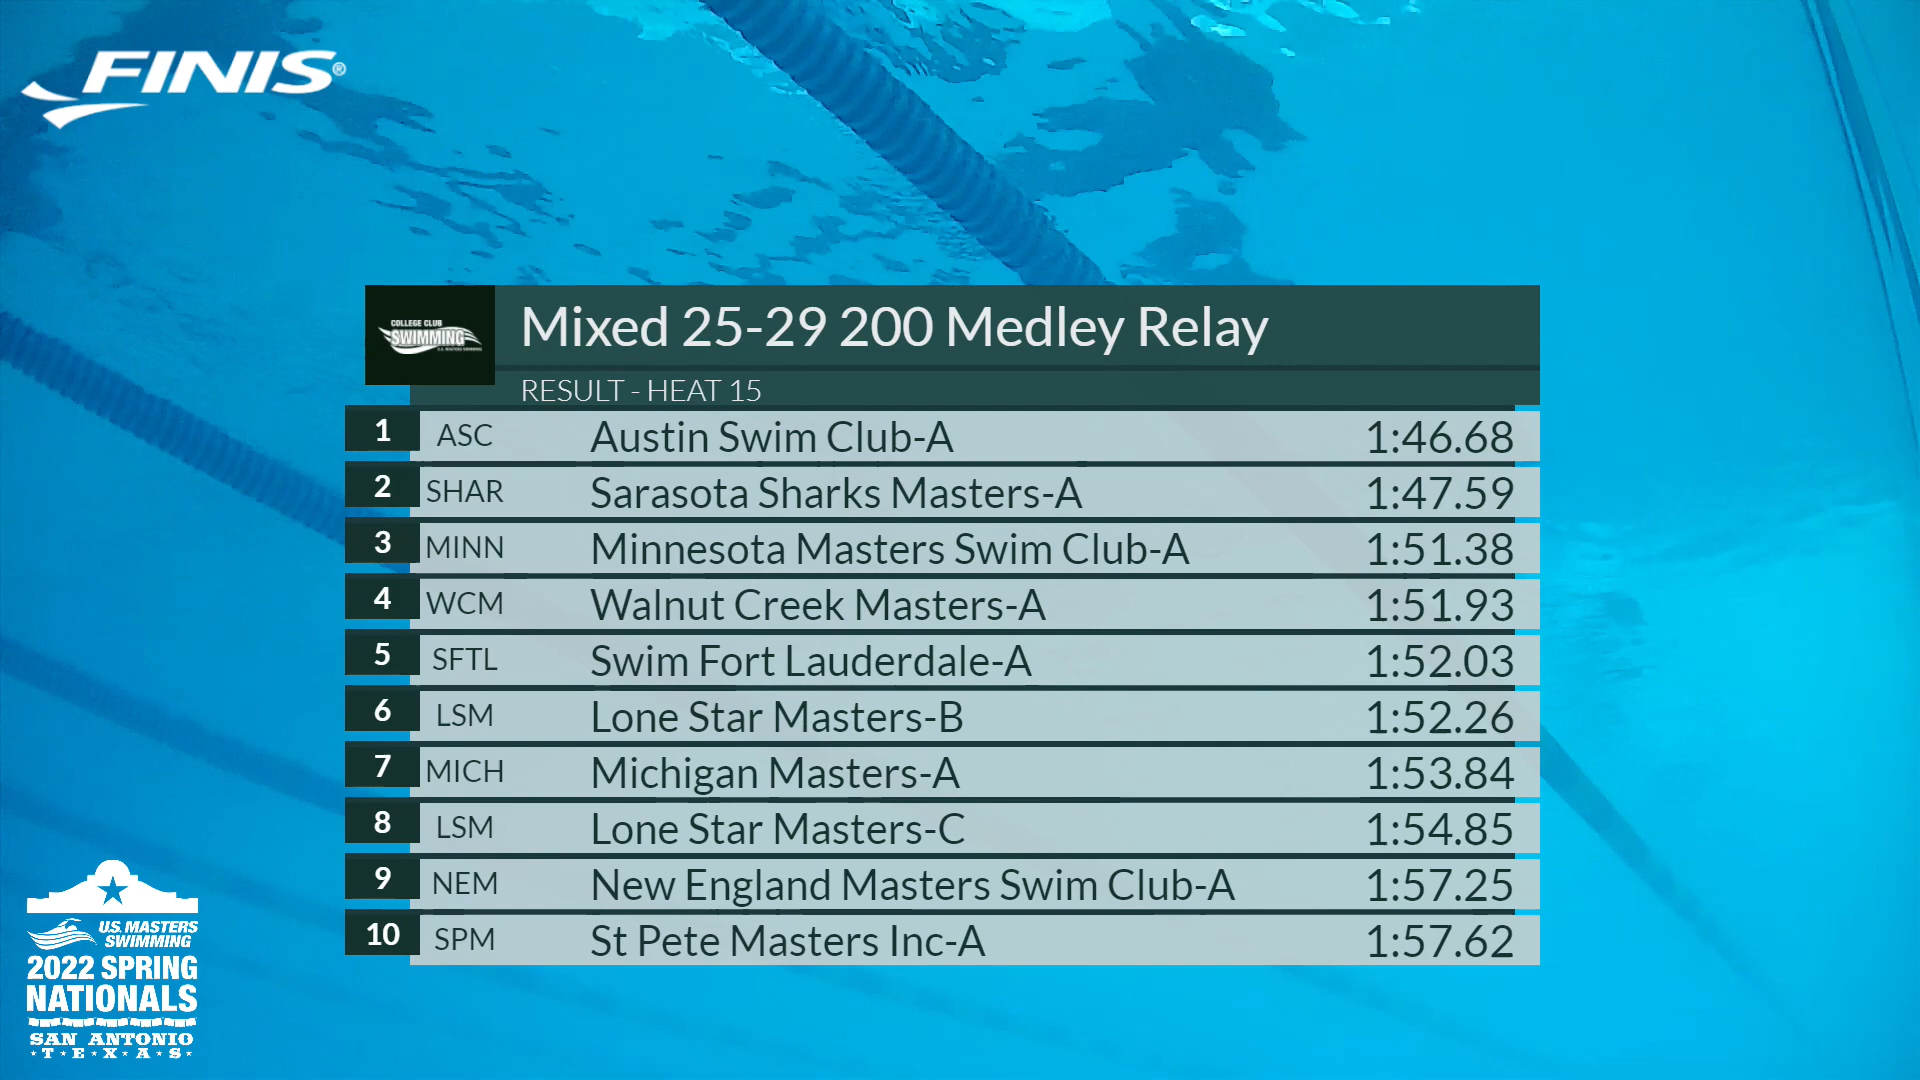 FINIS®
COLLEGE CLUB
SWIMMING
U.S. MASTERS SWIMMING
Mixed 25-29 200 Medley Relay
RESULT - HEAT 15
1 ASC Austin Swim Club-A 1:46.68
2 SHAR Sarasota Sharks Masters-A 1:47.59
3 MINN Minnesota Masters Swim Club-A 1:51.38
4 WCM Walnut Creek Masters-A 1:51.93
5 SFTL Swim Fort Lauderdale-A 1:52.03
6 LSM Lone Star Masters-B 1:52.26
7 MICH Michigan Masters-A 1:53.84
8 LSM Lone Star Masters-C 1:54.85
9 NEM New England Masters Swim Club-A 1:57.25
10 SPM St Pete Masters Inc-A 1:57.62
U.S. MASTERS
SWIMMING
2022 SPRING
NATIONALS
SAN ANTONIO
T E X A S